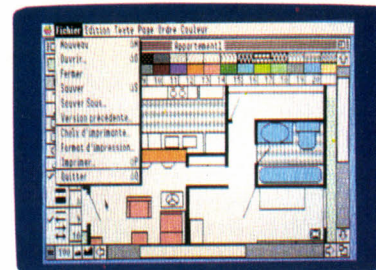 Fichier Edition Texte Page Ordre Couleur
Appartement1
Nouveau
Ouvrir..
Fermer
Sauver
Sauver Sous..
Version précédente..
Choix d'imprimante..
Format d'impression..
Imprimer..
Quitter